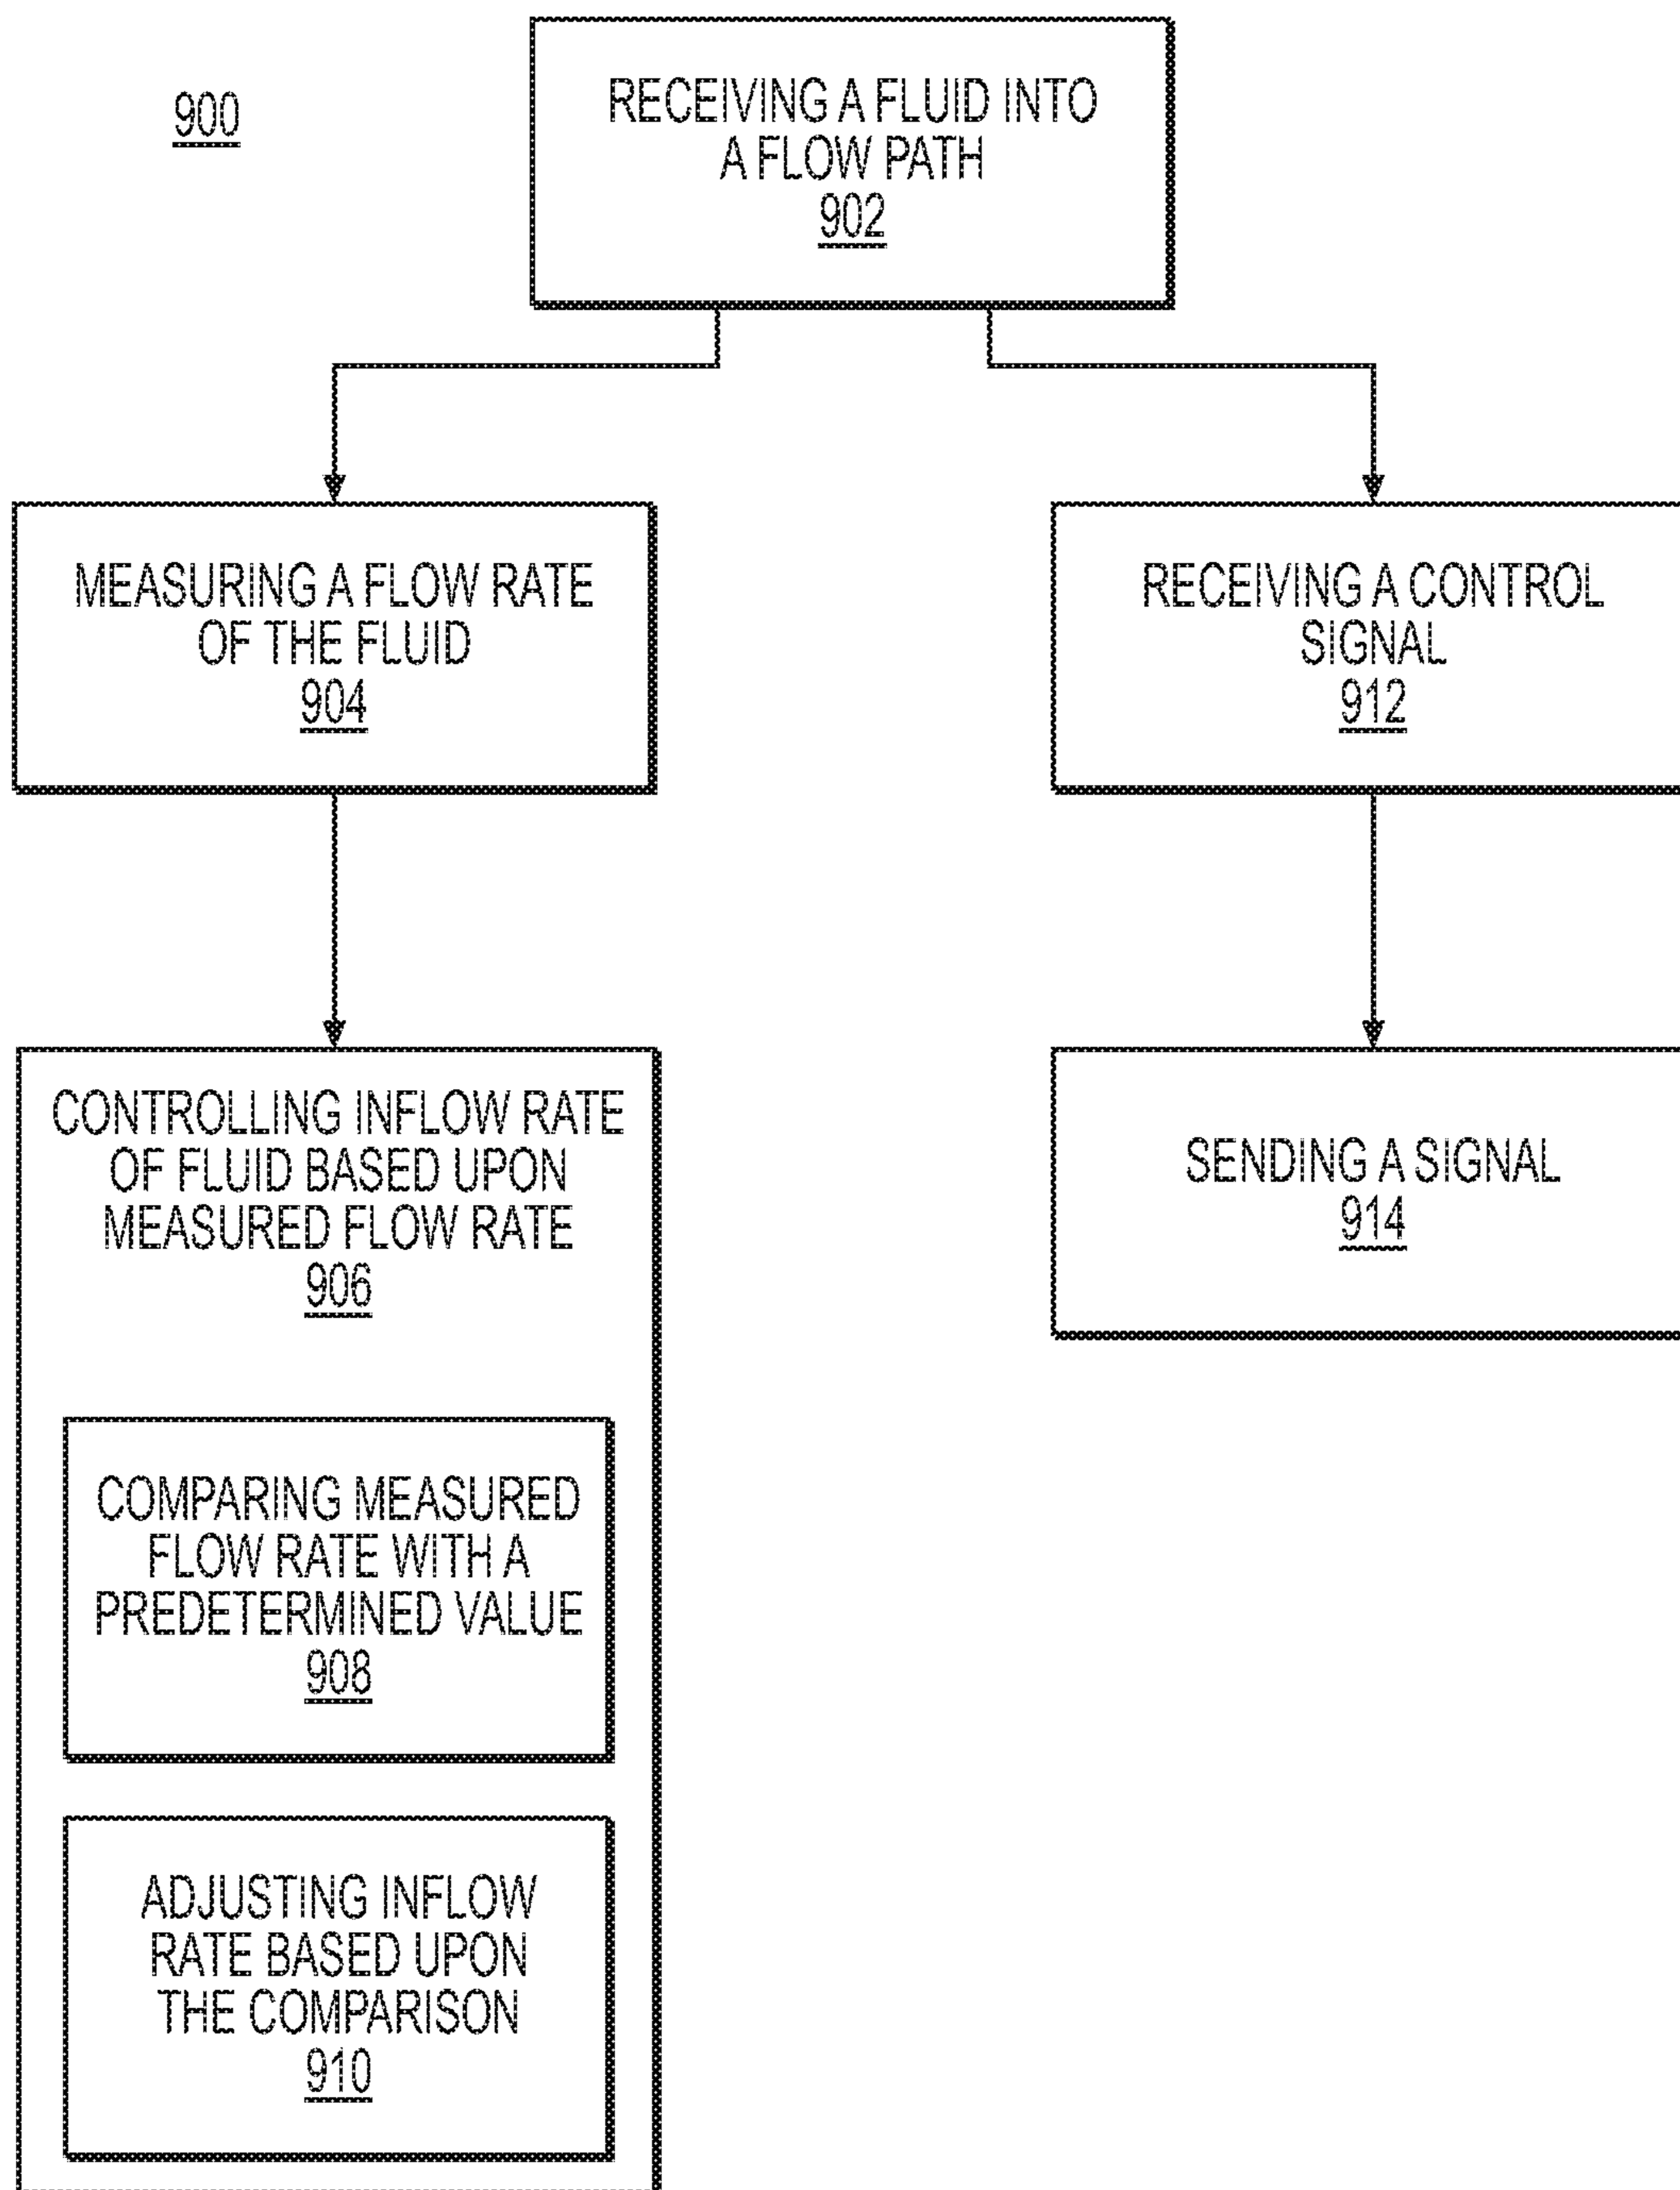 900
RECEIVING A FLUID INTO
A FLOW PATH
902
MEASURING A FLOW RATE
OF THE FLUID
904
RECEIVING A CONTROL
SIGNAL
912
CONTROLLING INFLOW RATE
OF FLUID BASED UPON
MEASURED FLOW RATE
906
SENDING A SIGNAL
914
COMPARING MEASURED
FLOW RATE WITH A
PREDETERMINED VALUE
908
ADJUSTING INFLOW
RATE BASED UPON
THE COMPARISON
910